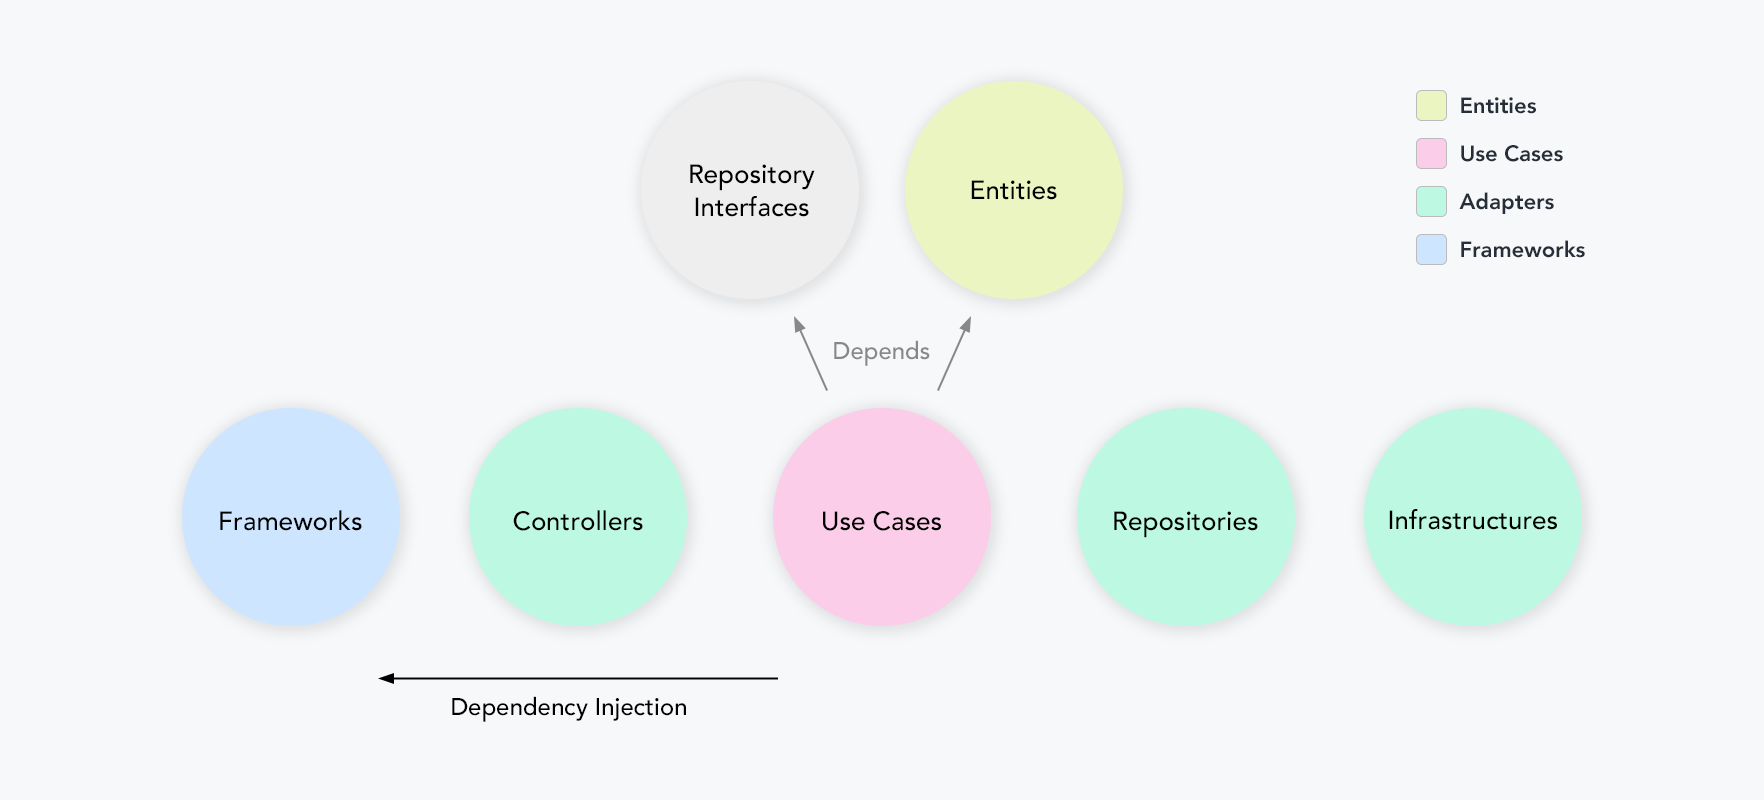 Repository
Interfaces
Entities
Entities
Use Cases
Adapters
Frameworks
Depends
Frameworks
Controllers
Use Cases
Repositories
Infrastructures
Dependency Injection